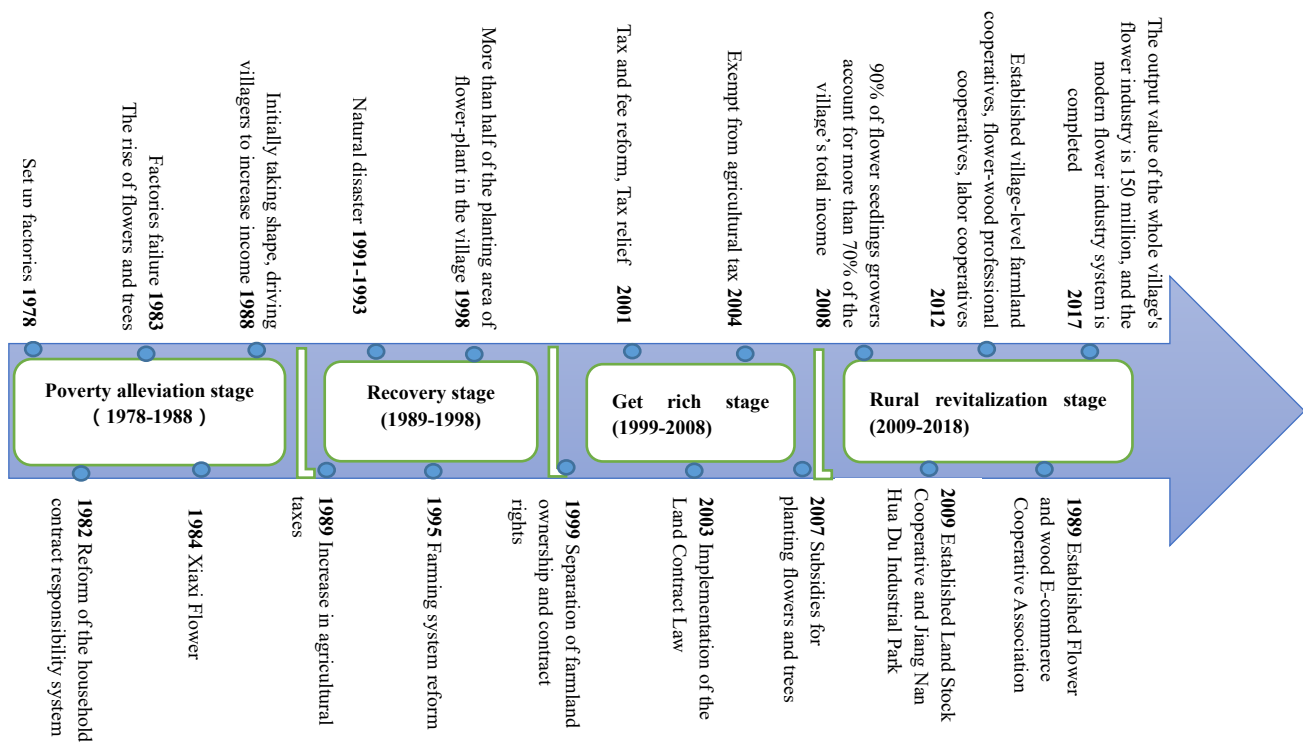 Set up factories 1978
Factories failure 1983
The rise of flowers and trees
Initially taking shape, driving
villagers to increase income 1988
Natural disaster 1991-1993
More than half of the planting area of
flower-plant in the village 1998
Tax and fee reform, Tax relief 2001
Exempt from agricultural tax 2004
90% of flower seedlings growers
account for more than 70% of the
village's total income 2008
Established village-level farmland
cooperatives, flower-wood professional
cooperatives, labor cooperatives
2012
The output value of the whole village's
flower industry is 150 million, and the
modern flower industry system is
completed 2017
Poverty alleviation stage
( 1978-1988 )
Recovery stage
(1989-1998)
Get rich stage
(1999-2008)
Rural revitalization stage
(2009-2018)
1982 Reform of the household
contract responsibility system
1984 Xiaxi Flower
1989 Increase in agricultural
taxes
1995 Farming system reform
1999 Separation of farmland
ownership and contract
rights
2003 Implementation of the
Land Contract Law
2007 Subsidies for
planting flowers and trees
2009 Established Land Stock
Cooperative and Jiang Nan
Hua Du Industrial Park
1989 Established Flower
and wood E-commerce
Cooperative Association